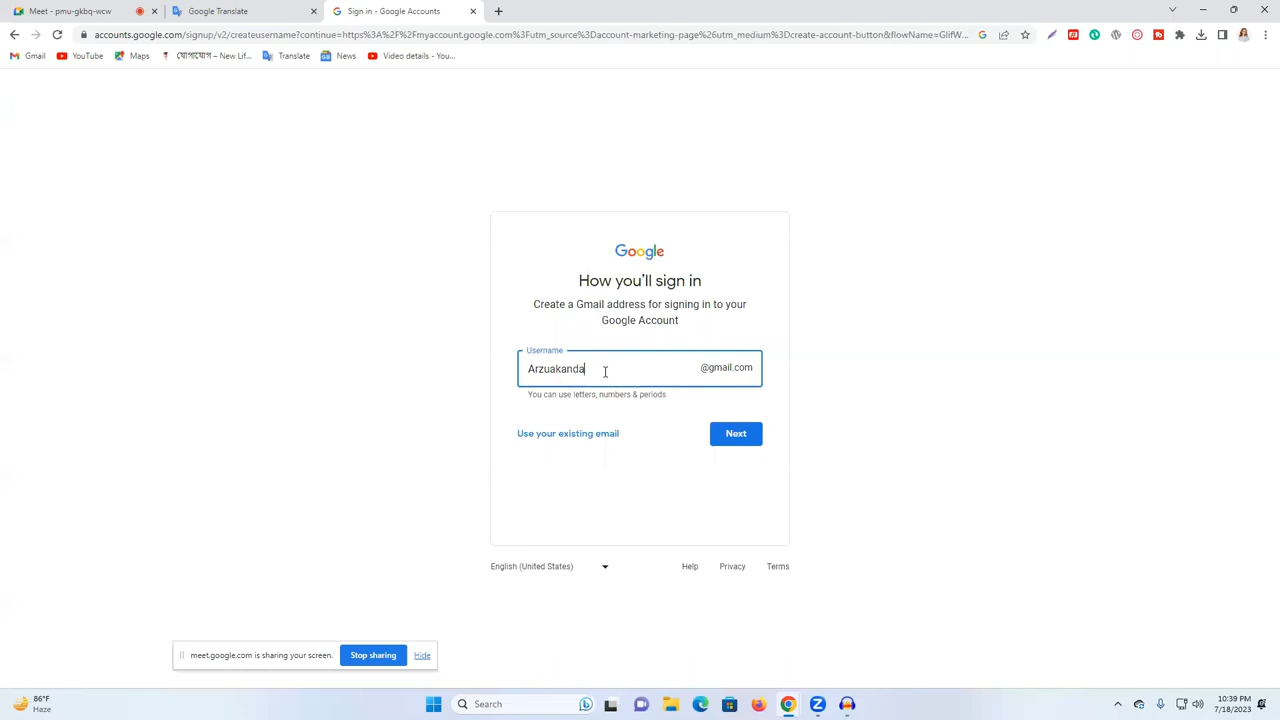 Meet - pmu-gkbq-wcw
Google Translate
Sign in - Google Accounts
accounts.google.com/signup/v2/createusername?continue=https%3A%2F%2Fmyaccount.google.com%3Futm_source%3Daccount-marketing-page%26utm_medium%3Dcreate-account-button&flowName=GlifW...
Gmail
YouTube
Maps
যোগাযোগ – New Lif...
Translate
News
Video details - You...
Google
How you'll sign in
Create a Gmail address for signing in to your
Google Account
Username
Arzuakanda
@gmail.com
You can use letters, numbers & periods
Use your existing email
Next
English (United States)
Help
Privacy
Terms
meet.google.com is sharing your screen.
Stop sharing
Hide
86°F
Haze
Search
10:39 PM
7/18/2023